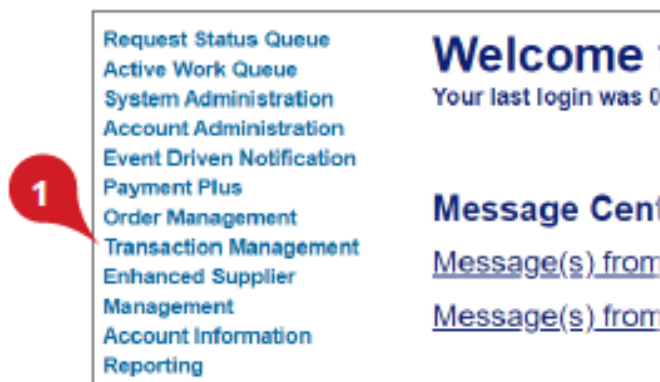 Request Status Queue
Active Work Queue
System Administration
Account Administration
Event Driven Notification
Payment Plus
Order Management
Transaction Management
Enhanced Supplier
Management
Account Information
Reporting
1
Welcome
Your last login was 0
Message Cent
Message(s) from
Message(s) from